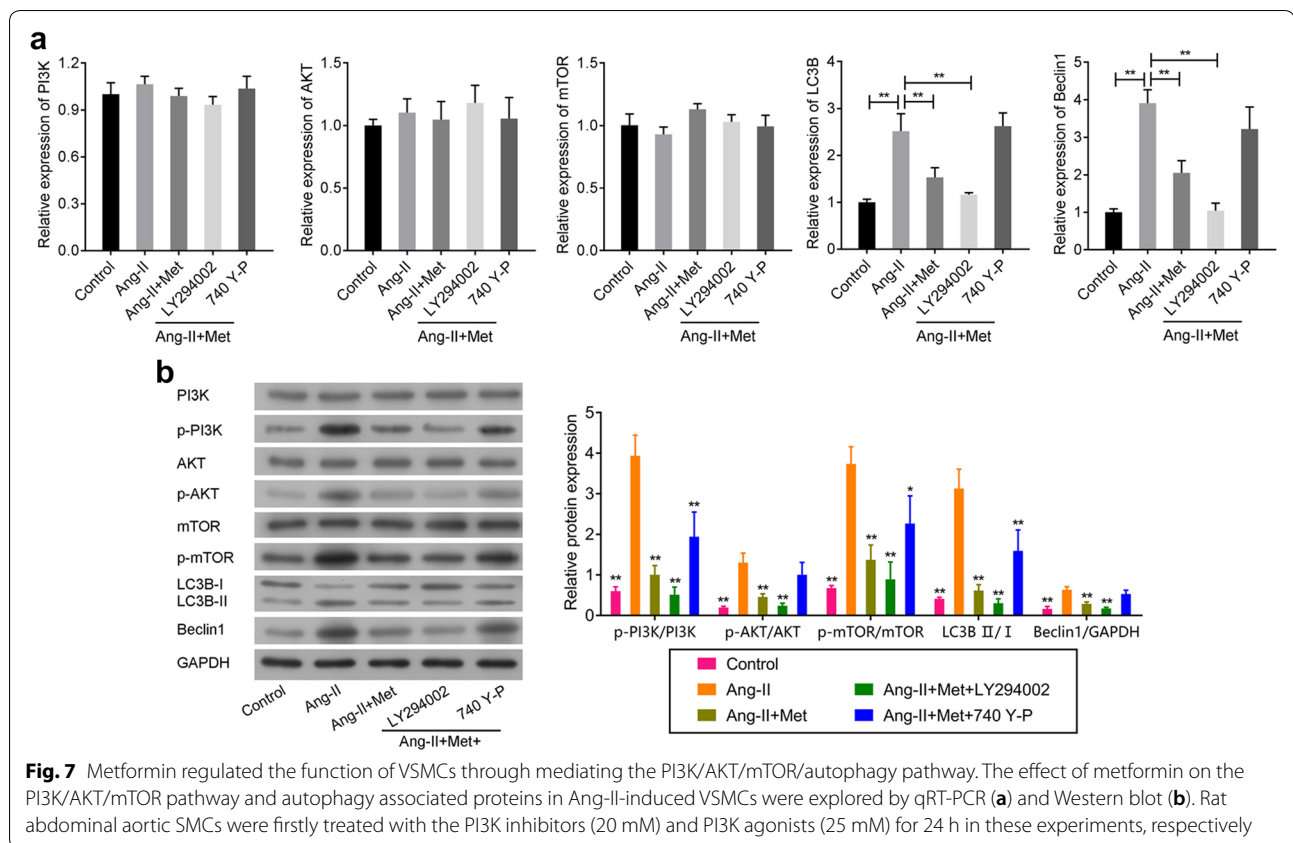 a
Relative expression of PI3K
1.2
0.9
0.6
0.3
0.0
Control
Ang-II
Ang-II+Met
LY294002
740 Y-P
Ang-II+Met
Relative expression of AKT
1.5
1.0
0.5
0.0
Control
Ang-II
Ang-II+Met
LY294002
740 Y-P
Ang-II+Met
Relative expression of mTOR
1.5
1.0
0.5
0.0
Control
Ang-II
Ang-II+Met
LY294002
740 Y-P
Ang-II+Met
Relative expression of LC3B
4
3
2
1
0
** ** **
Control
Ang-II
Ang-II+Met
LY294002
740 Y-P
Ang-II+Met
Relative expression of Beclin1
5
4
3
2
1
0
** ** **
Control
Ang-II
Ang-II+Met
LY294002
740 Y-P
Ang-II+Met
b
PI3K
p-PI3K
AKT
p-AKT
mTOR
p-mTOR
LC3B-I
LC3B-II
Beclin1
GAPDH
Control
Ang-II
Ang-II+Met
LY294002
740 Y-P
Ang-II+Met+
Relative protein expression
5
4
3
2
1
0
** ** ** **
** ** **
** ** ** *
** ** ** **
** ** **
p-PI3K/PI3K
p-AKT/AKT
p-mTOR/mTOR
LC3B II/I
Beclin1/GAPDH
Control
Ang-II
Ang-II+Met
Ang-II+Met+LY294002
Ang-II+Met+740 Y-P
Fig. 7 Metformin regulated the function of VSMCs through mediating the PI3K/AKT/mTOR/autophagy pathway. The effect of metformin on the
PI3K/AKT/mTOR pathway and autophagy associated proteins in Ang-II-induced VSMCs were explored by qRT-PCR (a) and Western blot (b). Rat
abdominal aortic SMCs were firstly treated with the PI3K inhibitors (20 mM) and PI3K agonists (25 mM) for 24 h in these experiments, respectively